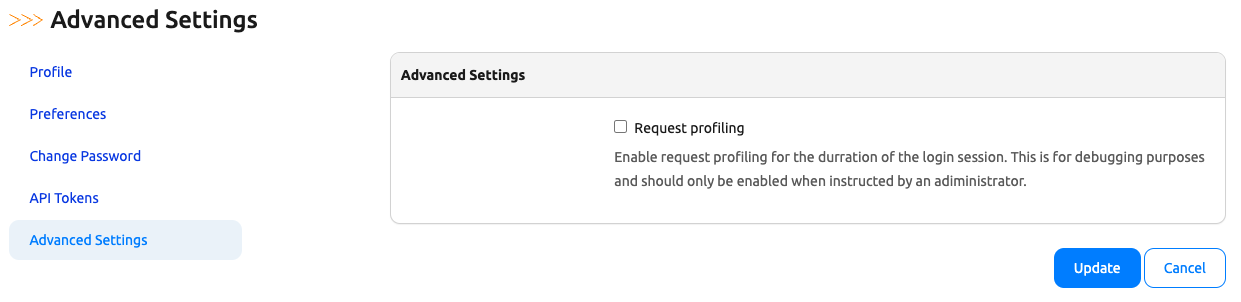 >>> Advanced Settings
Profile
Preferences
Change Password
API Tokens
Advanced Settings
Advanced Settings
Request profiling
Enable request profiling for the durration of the login session. This is for debugging purposes
and should only be enabled when instructed by an adiministrator.
Update
Cancel